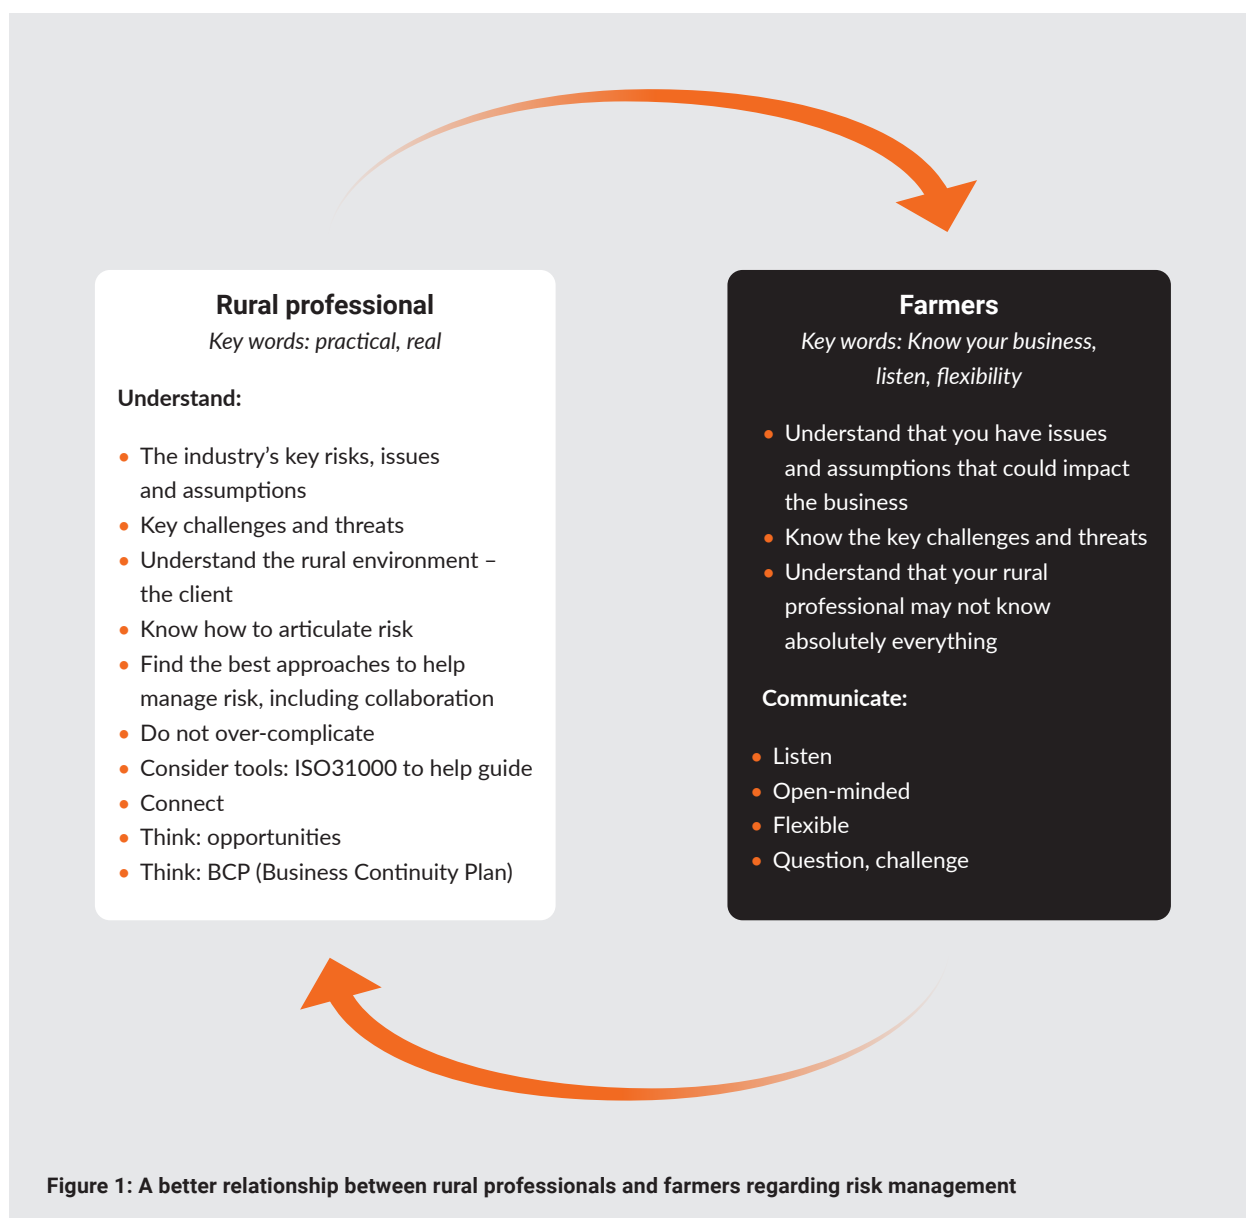 Rural professional
Key words: practical, real
Understand:
• The industry’s key risks, issues
and assumptions
• Key challenges and threats
• Understand the rural environment –
the client
• Know how to articulate risk
• Find the best approaches to help
manage risk, including collaboration
• Do not over-complicate
• Consider tools: ISO31000 to help guide
• Connect
• Think: opportunities
• Think: BCP (Business Continuity Plan)
Farmers
Key words: Know your business,
listen, flexibility
• Understand that you have issues
and assumptions that could impact
the business
• Know the key challenges and threats
• Understand that your rural
professional may not know
absolutely everything
Communicate:
• Listen
• Open-minded
• Flexible
• Question, challenge
Figure 1: A better relationship between rural professionals and farmers regarding risk management